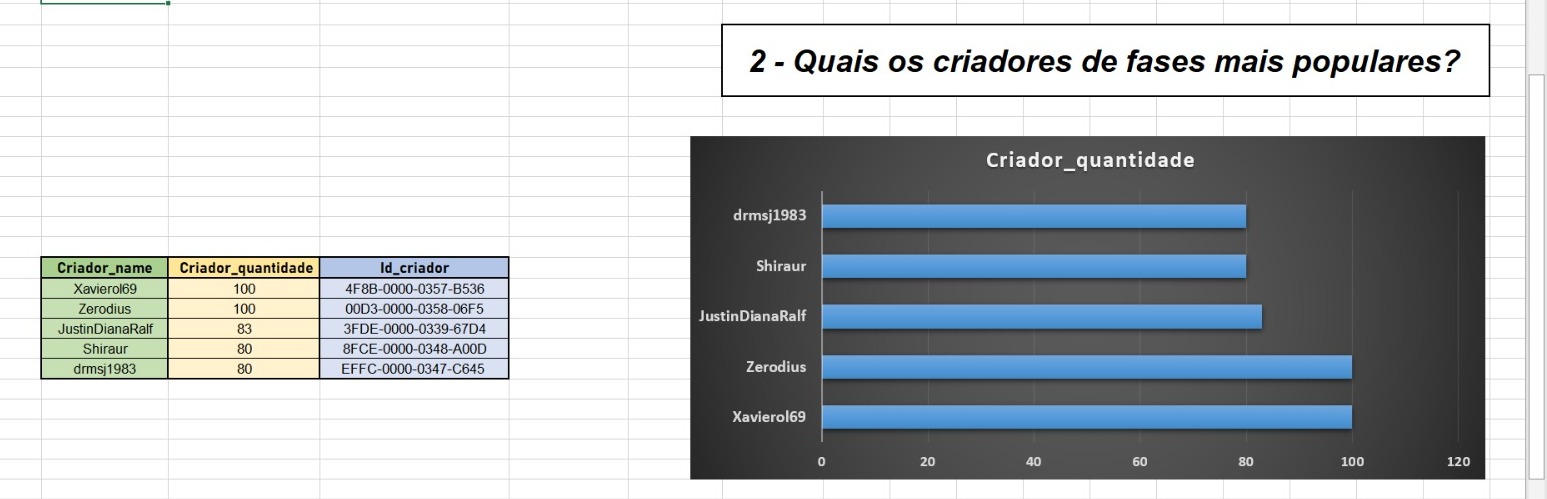 2 - Quais os criadores de fases mais populares?
Criador_name Criador_quantidade Id_criador
Xavierol69 100 4F8B-0000-0357-B536
Zerodius 100 00D3-0000-0358-06F5
JustinDianaRalf 83 3FDE-0000-0339-67D4
Shiraur 80 8FCE-0000-0348-A00D
drmsj1983 80 EFFC-0000-0347-C645
Criador_quantidade
drmsj1983
Shiraur
JustinDianaRalf
Zerodius
Xavierol69
0 20 40 60 80 100 120